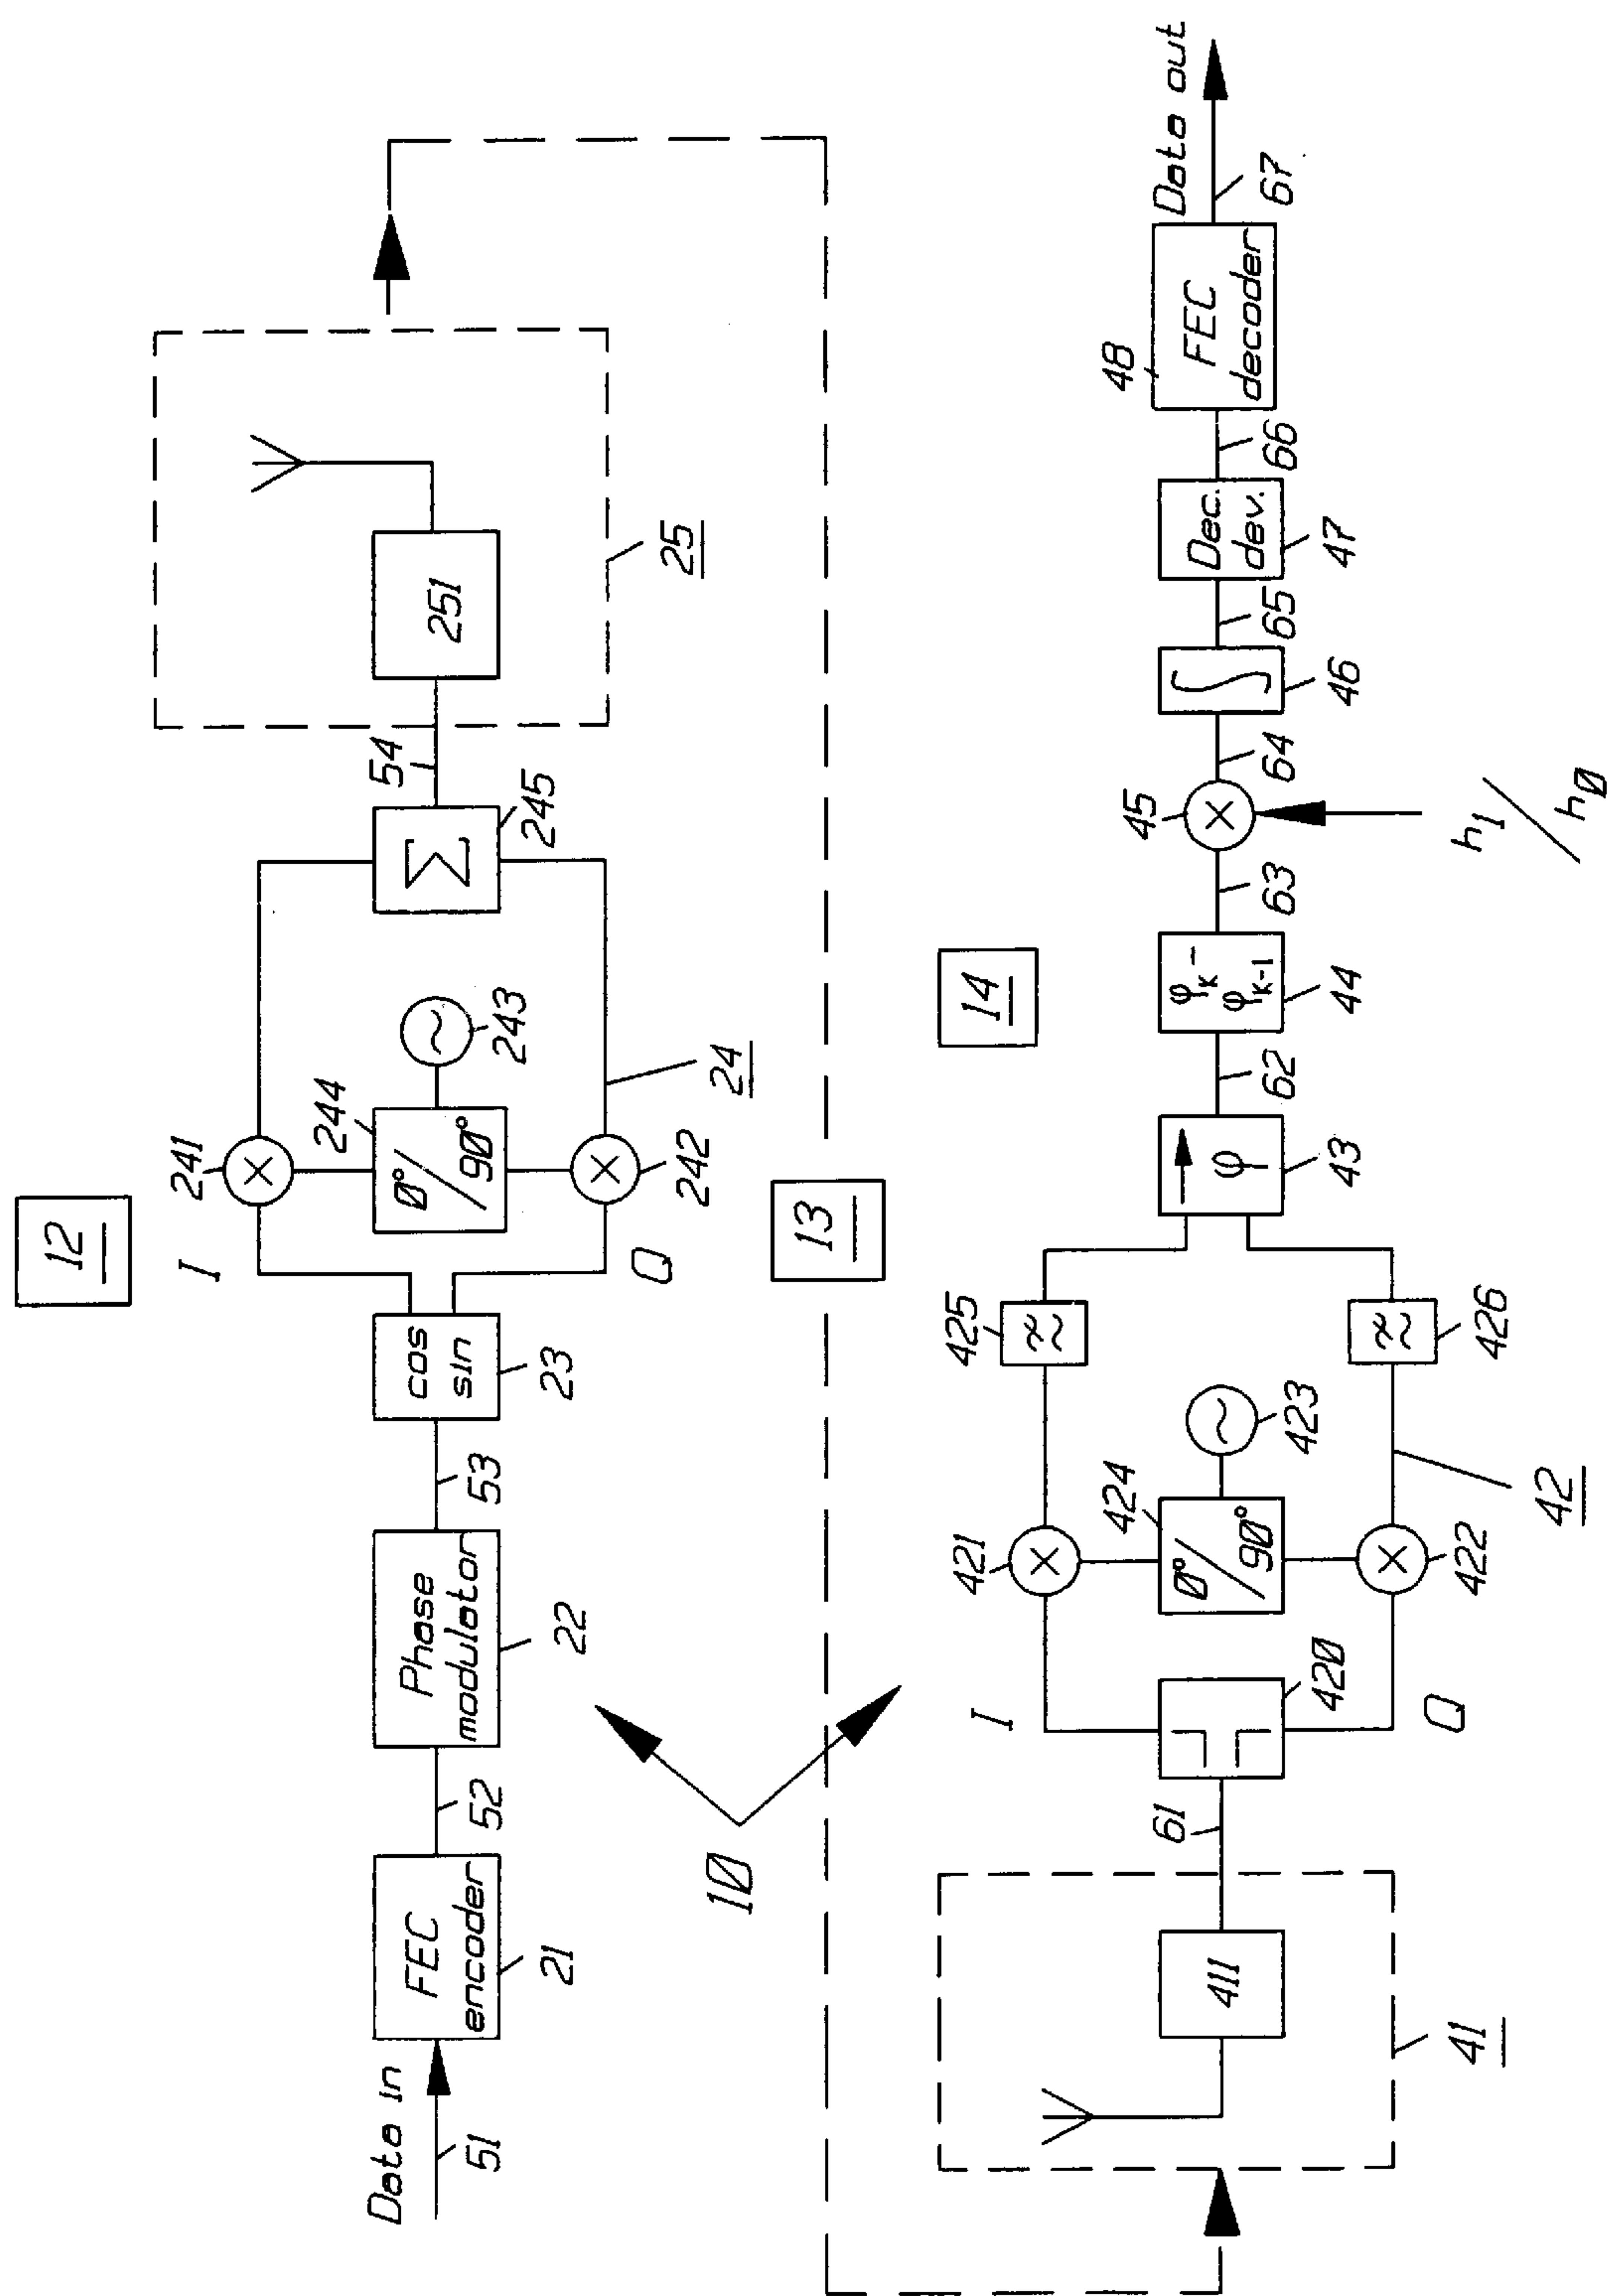 12
Data in
51
FEC
encoder
21
52
Phase
modulator
22
53
cos
sin
23
I
Q
241
242
244
0°/90°
243
24
Σ
245
54
251
25
10
13
14
41
411
61
420
I
Q
421
422
424
0°/90°
423
42
425
≈
426
≈
φ
43
62
φk -
φk-1
44
63
45
h1/h0
64
∫
46
65
Dec.
dev.
47
66
FEC
decoder
48
67
Data out